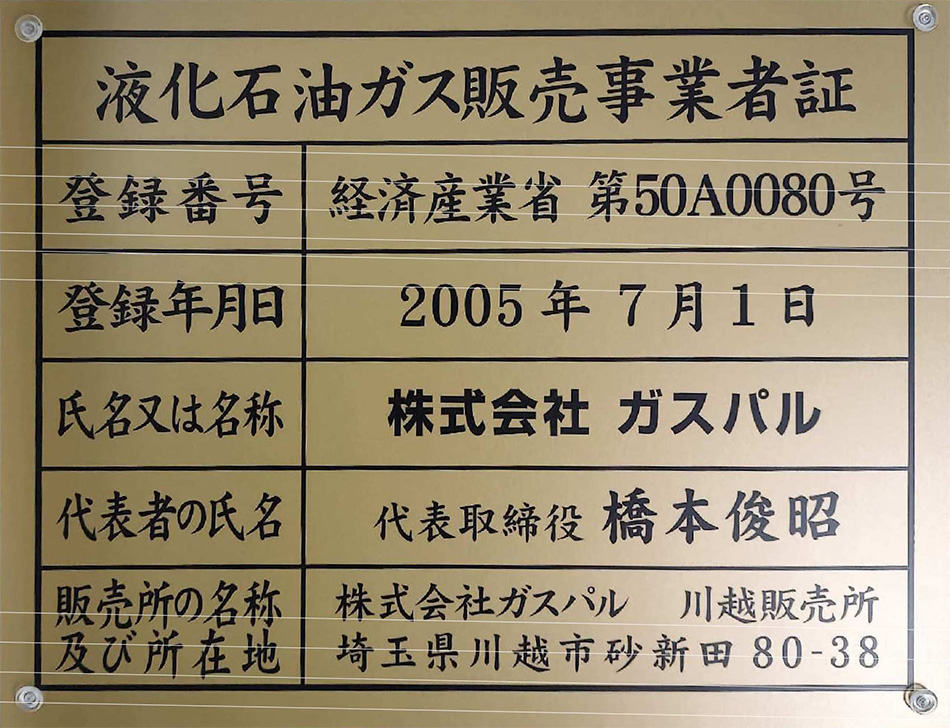 液化石油ガス販売事業者証
登録番号 経済産業省 第50A0080号
登録年月日 2005年 7月1日
氏名又は名称 株式会社 ガスパル
代表者の氏名 代表取締役 橋本俊昭
販売所の名称 株式会社ガスパル 川越販売所
及び所在地 埼玉県川越市砂新田80-38